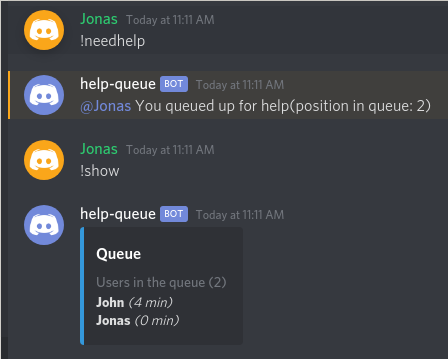 Jonas Today at 11:11 AM
!needhelp
help-queue BOT Today at 11:11 AM
@Jonas You queued up for help(position in queue: 2)
Jonas Today at 11:11 AM
!show
help-queue BOT Today at 11:11 AM
Queue
Users in the queue (2)
John (4 min)
Jonas (0 min)